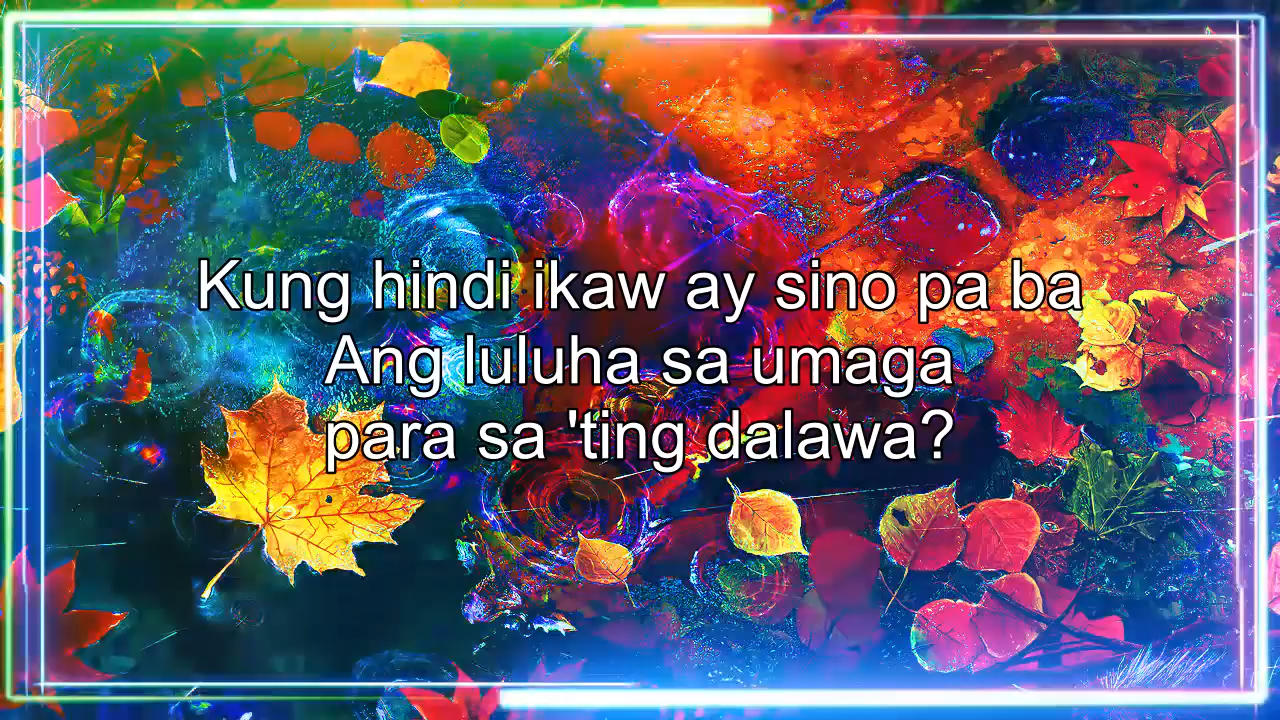 Kung hindi ikaw ay sino pa ba
Ang luluha sa umaga
para sa 'ting dalawa?